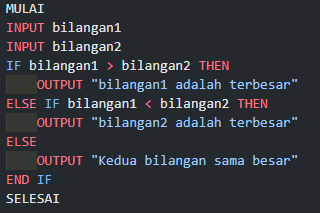 MULAI
INPUT bilangan1
INPUT bilangan2
IF bilangan1 > bilangan2 THEN
    OUTPUT "bilangan1 adalah terbesar"
ELSE IF bilangan1 < bilangan2 THEN
    OUTPUT "bilangan2 adalah terbesar"
ELSE
    OUTPUT "Kedua bilangan sama besar"
END IF
SELESAI